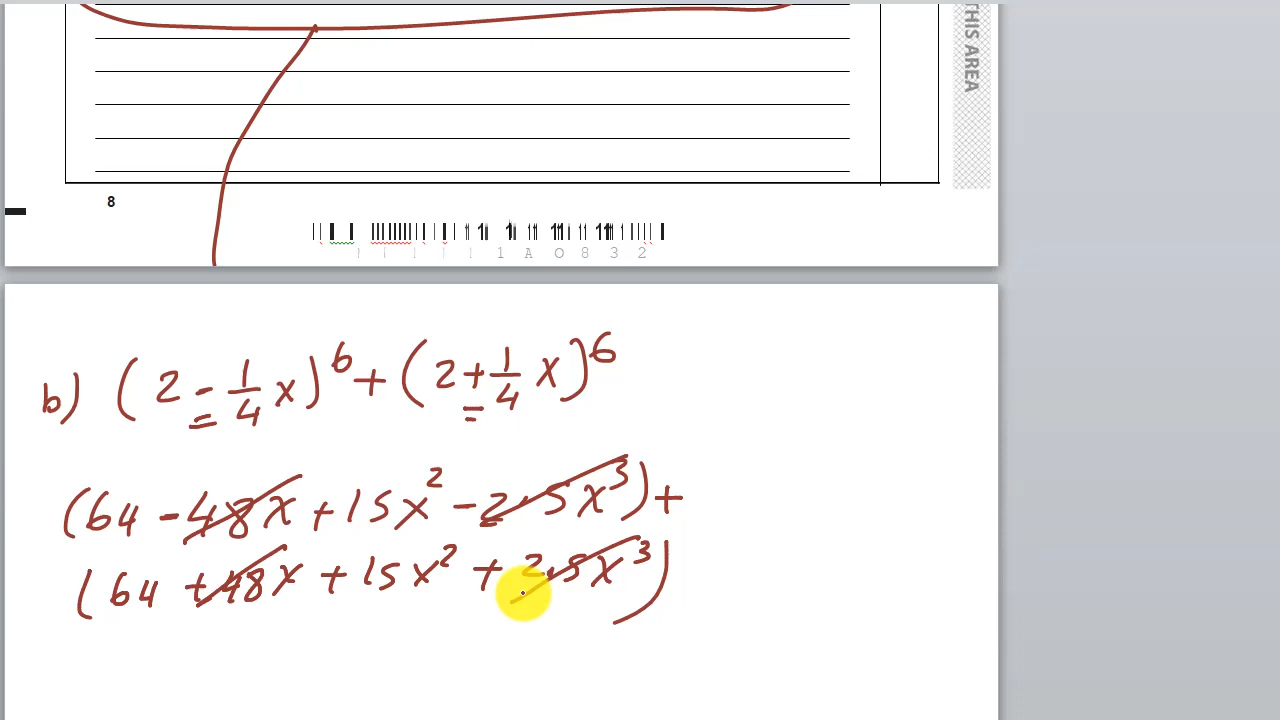 THIS AREA
8
1 A 0 8 3 2
b) (2 - 1/4 x)^6 + (2 + 1/4 x)^6
(64 - 48x + 15x^2 - 2.5x^3) +
(64 + 48x + 15x^2 + 2.5x^3)